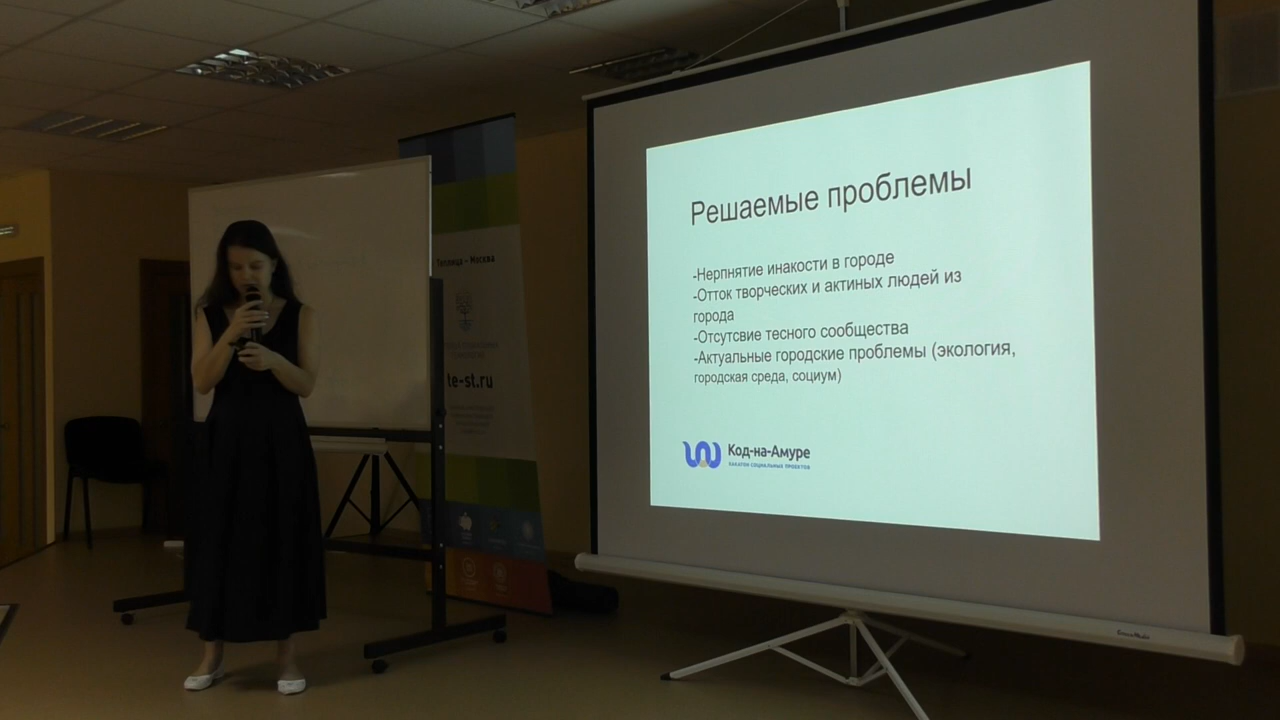 Решаемые проблемы
-Нерпнятие инакости в городе
-Отток творческих и актиных людей из
города
-Отсутсвие тесного сообщества
-Актуальные городские проблемы (экология,
городская среда, социум)
Код-на-Амуре
ХАКАТОН СОЦИАЛЬНЫХ ПРОЕКТОВ
Теплица – Москва
te-st.ru